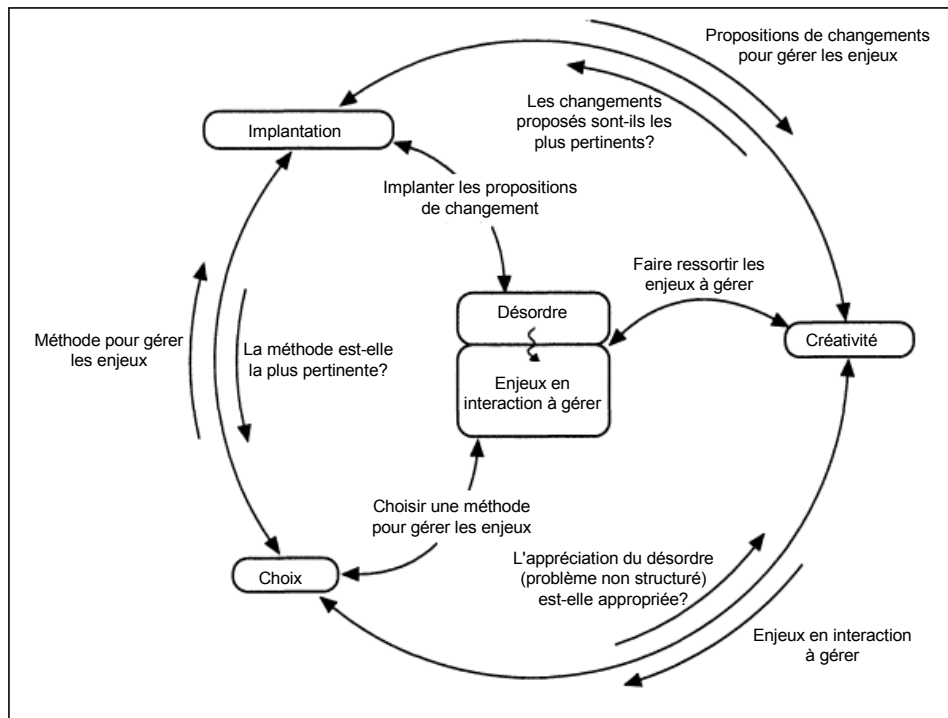 Propositions de changements
pour gérer les enjeux
Les changements
proposés sont-ils les
plus pertinents?
Implantation
Implanter les propositions
de changement
Faire ressortir les
enjeux à gérer
Désordre
Créativité
Méthode pour gérer
les enjeux
La méthode est-elle
la plus pertinente?
Enjeux en
interaction à gérer
Choisir une méthode
pour gérer les enjeux
Choix
L'appréciation du désordre
(problème non structuré)
est-elle appropriée?
Enjeux en interaction
à gérer